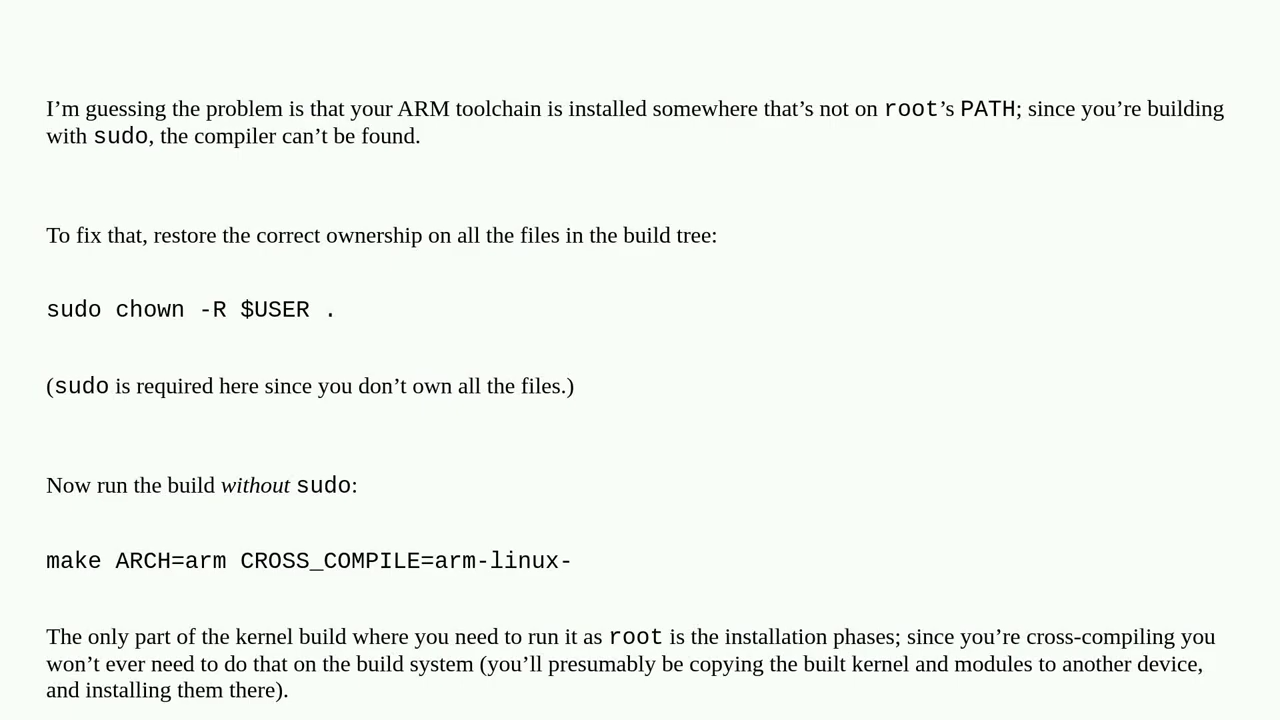 I’m guessing the problem is that your ARM toolchain is installed somewhere that’s not on root’s PATH; since you’re building
with sudo, the compiler can’t be found.
To fix that, restore the correct ownership on all the files in the build tree:
sudo chown -R $USER .
(sudo is required here since you don’t own all the files.)
Now run the build without sudo:
make ARCH=arm CROSS_COMPILE=arm-linux-
The only part of the kernel build where you need to run it as root is the installation phases; since you’re cross-compiling you
won’t ever need to do that on the build system (you’ll presumably be copying the built kernel and modules to another device,
and installing them there).